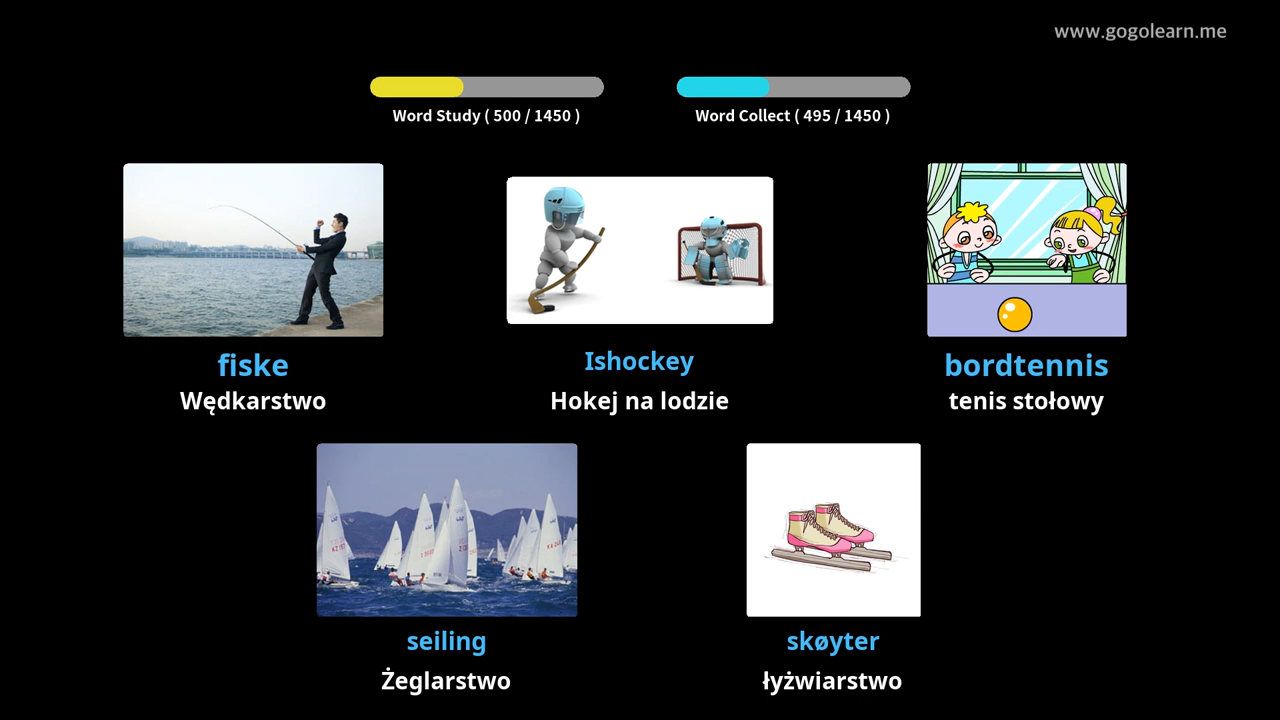 www.gogolearn.me
Word Study ( 500 / 1450 )
Word Collect ( 495 / 1450 )
fiske
Wędkarstwo
Ishockey
Hokej na lodzie
bordtennis
tenis stołowy
seiling
Żeglarstwo
skøyter
łyżwiarstwo